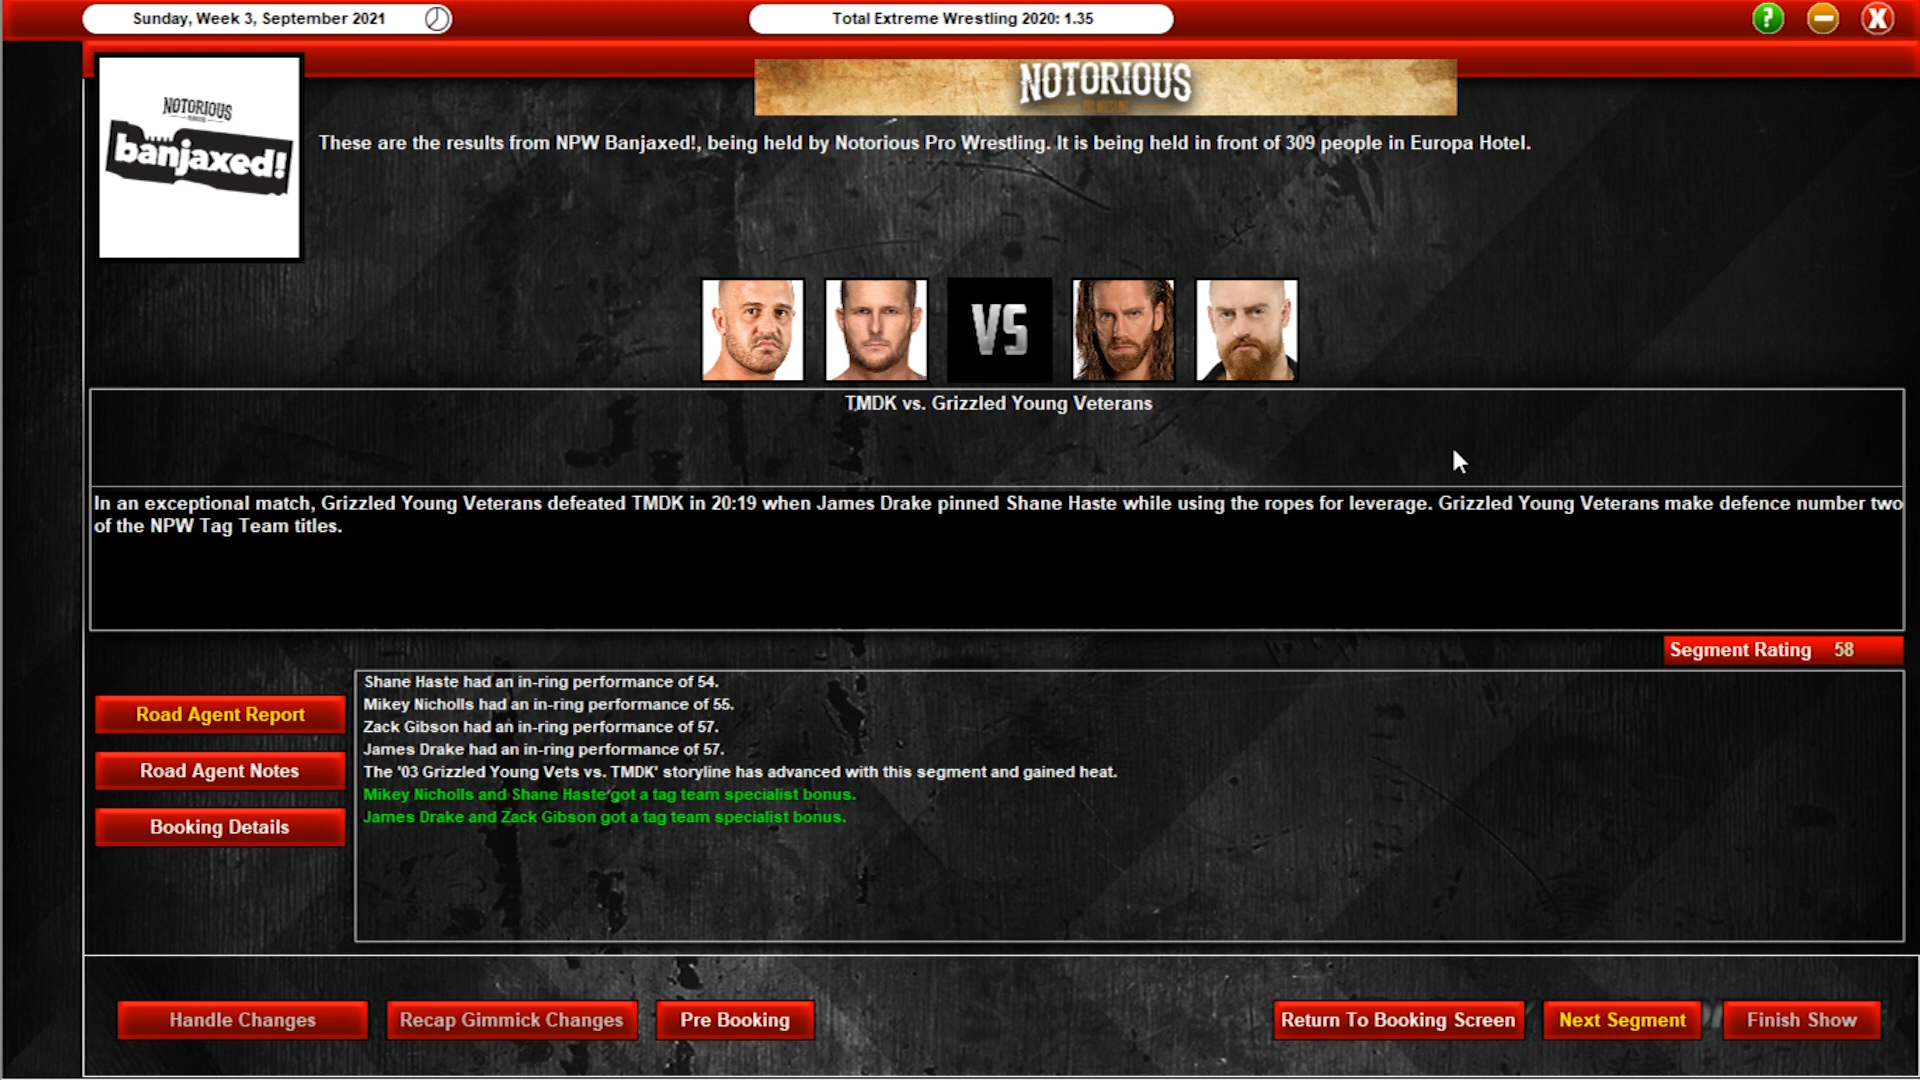 Sunday, Week 3, September 2021
Total Extreme Wrestling 2020: 1.35
?
X
NOTORIOUS
NOTORIOUS
banjaxed!
These are the results from NPW Banjaxed!, being held by Notorious Pro Wrestling. It is being held in front of 309 people in Europa Hotel.
VS
TMDK vs. Grizzled Young Veterans
In an exceptional match, Grizzled Young Veterans defeated TMDK in 20:19 when James Drake pinned Shane Haste while using the ropes for leverage. Grizzled Young Veterans make defence number two
of the NPW Tag Team titles.
Segment Rating 58
Road Agent Report
Road Agent Notes
Booking Details
Shane Haste had an in-ring performance of 54.
Mikey Nicholls had an in-ring performance of 55.
Zack Gibson had an in-ring performance of 57.
James Drake had an in-ring performance of 57.
The '03 Grizzled Young Vets vs. TMDK' storyline has advanced with this segment and gained heat.
Mikey Nicholls and Shane Haste got a tag team specialist bonus.
James Drake and Zack Gibson got a tag team specialist bonus.
Handle Changes
Recap Gimmick Changes
Pre Booking
Return To Booking Screen
Next Segment
Finish Show